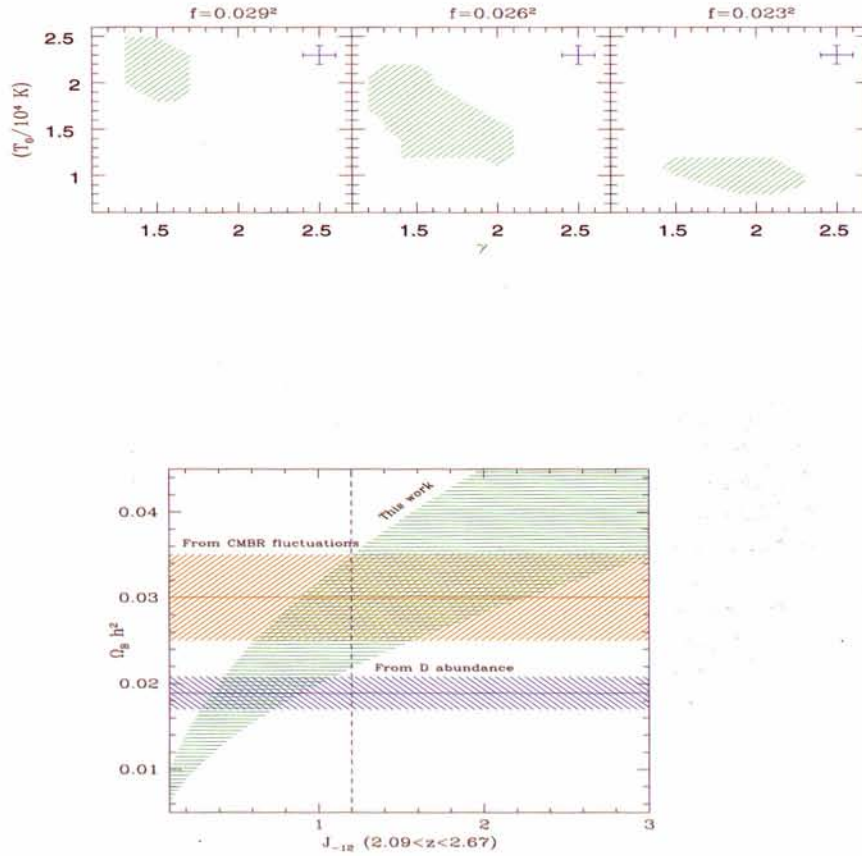 f=0.029² f=0.026² f=0.023²
2.5
2
1.5
1
(T₀/10⁴ K)
1.5 2 2.5 1.5 2 2.5 1.5 2 2.5
γ
This work
0.04
From CMBR fluctuations
0.03
Ω_B h²
From D abundance
0.02
0.01
1 2 3
J₋₁₂ (2.09<z<2.67)